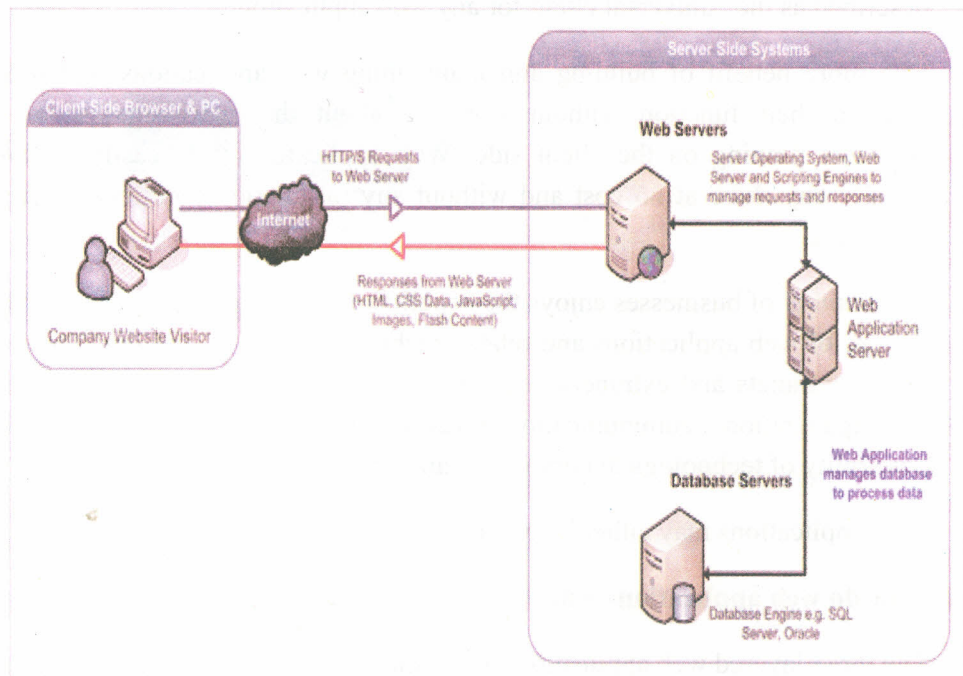 Server Side Systems
Client Side Browser & PC
Company Website Visitor
HTTP/S Requests
to Web Server
Internet
Responses from Web Server
(HTML, CSS Data, JavaScript,
Images, Flash Content)
Web Servers
Server Operating System, Web
Server and Scripting Engines to
manage requests and responses
Web
Application
Server
Web Application
manages database
to process data
Database Servers
Database Engine e.g. SQL
Server, Oracle